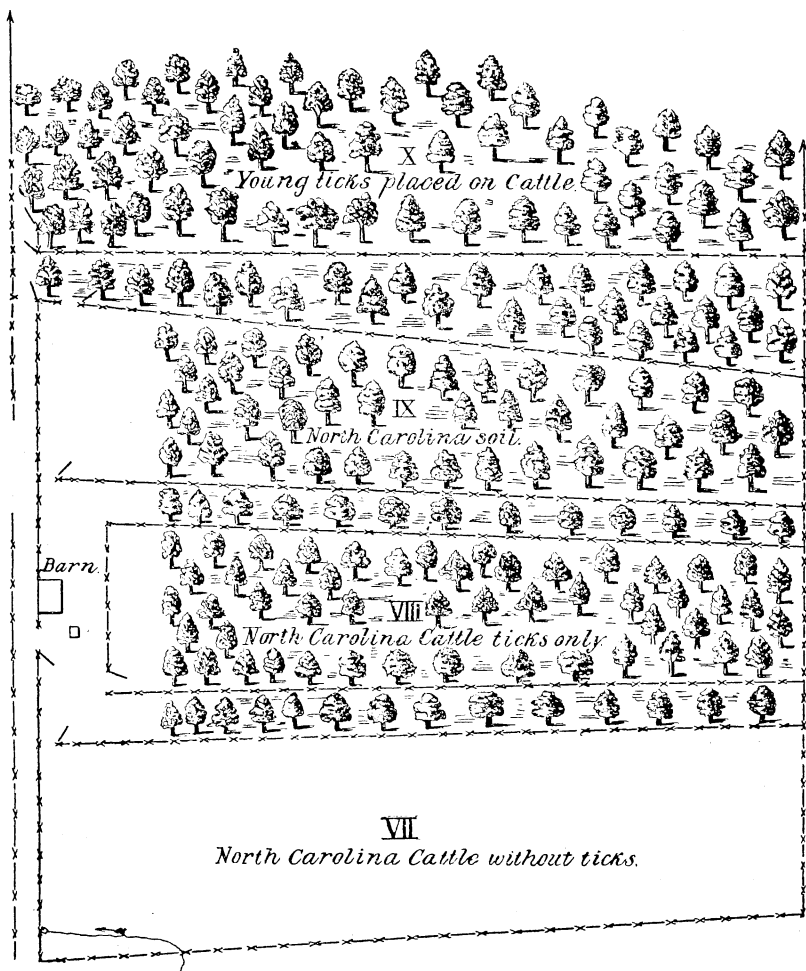 X
Young ticks placed on Cattle
IX
North Carolina soil.
Barn
VIII
North Carolina Cattle ticks only
VII
North Carolina Cattle without ticks.